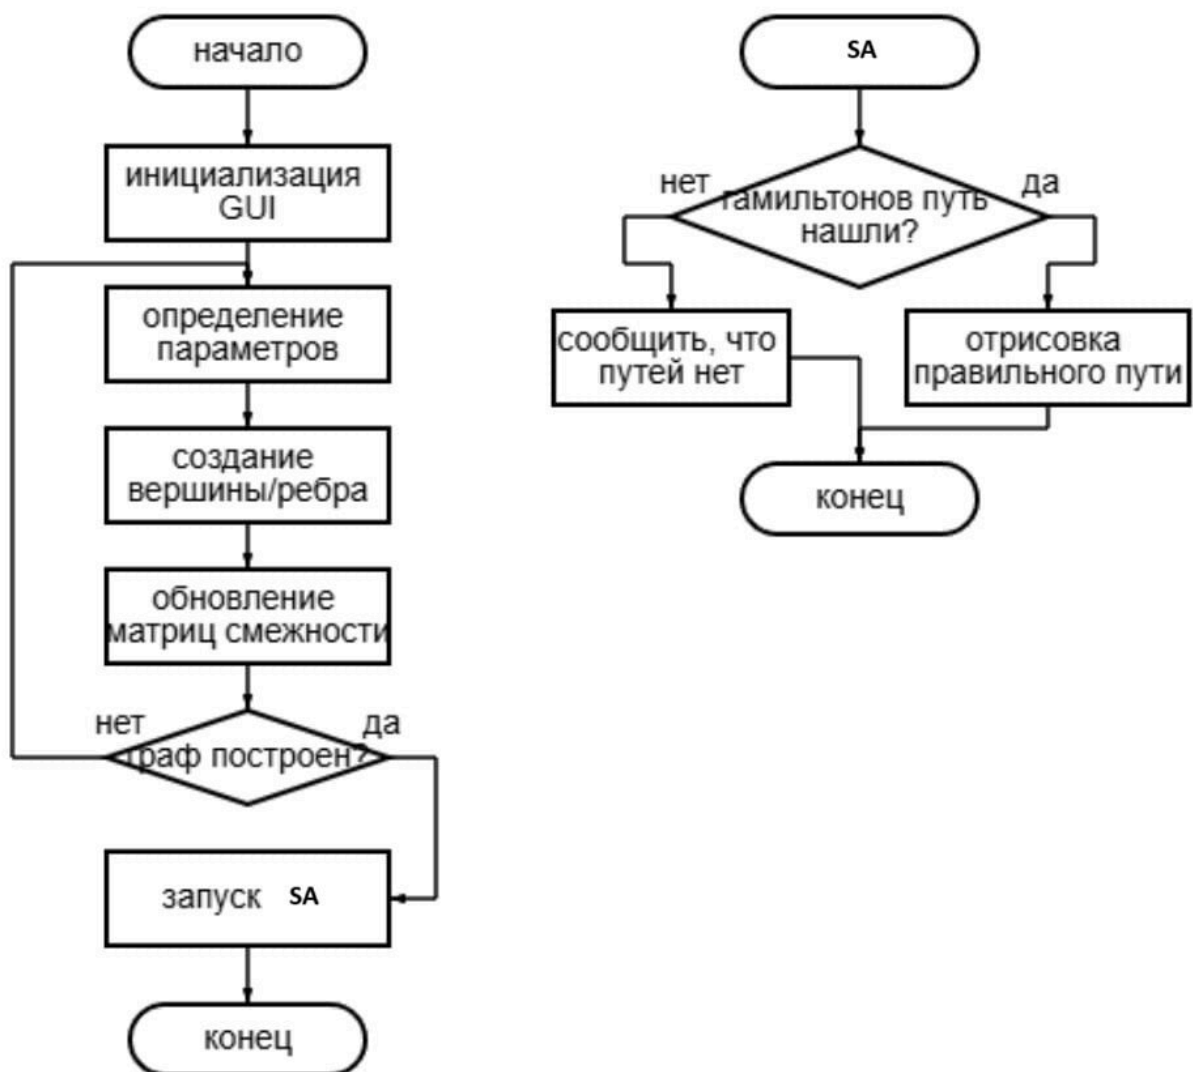 начало
инициализация
GUI
определение
параметров
создание
вершины/ребра
обновление
матриц смежности
нет
да
граф построен?
запуск SA
конец
SA
нет
да
гамильтонов путь
нашли?
сообщить, что
путей нет
отрисовка
правильного пути
конец